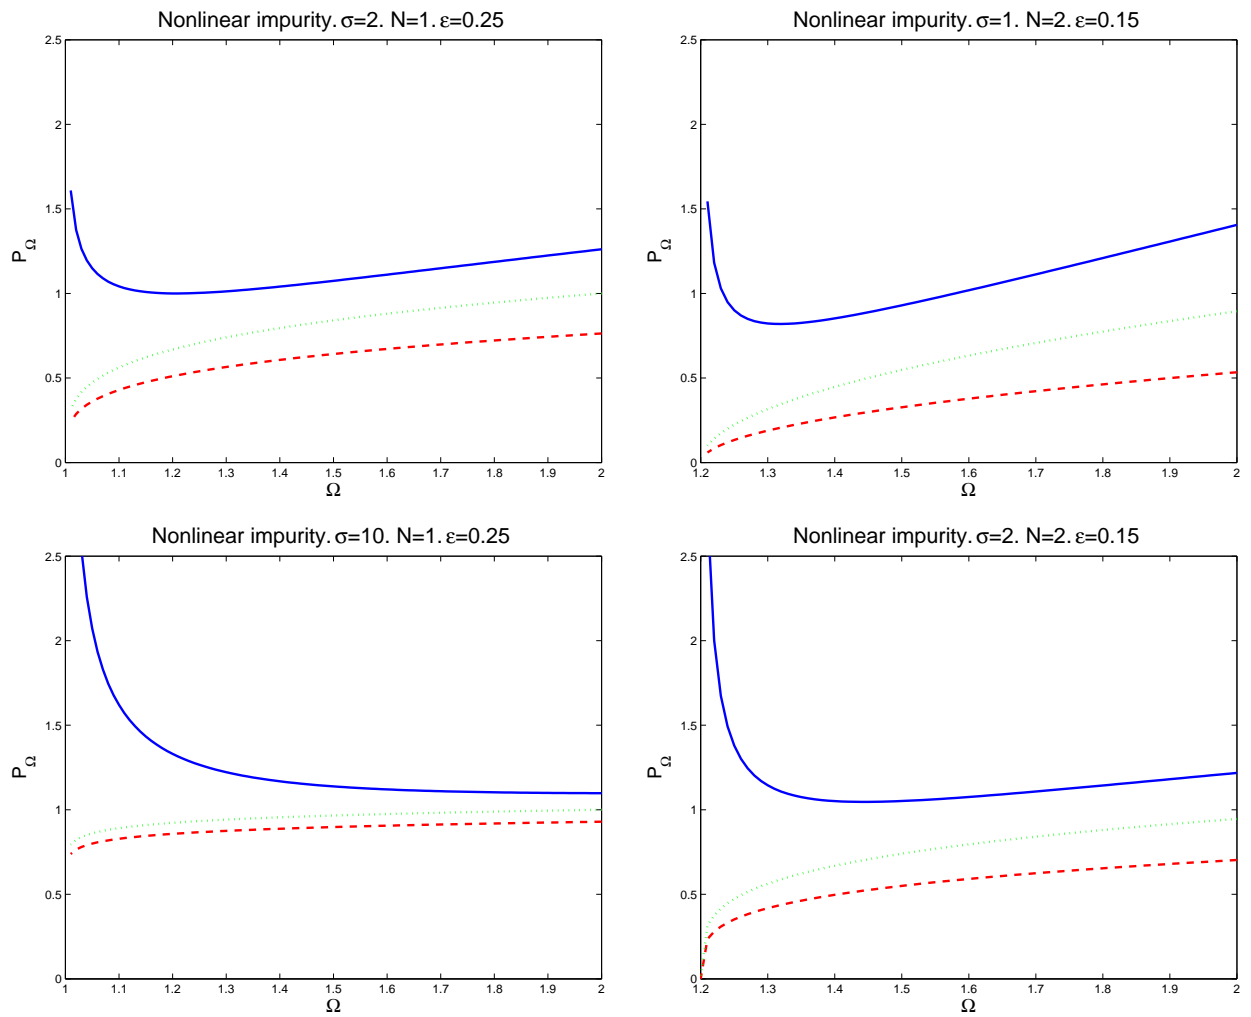 Nonlinear impurity. σ=2. N=1. ε=0.25
2.5
2
1.5
1
0.5
0
P_Ω
1 1.1 1.2 1.3 1.4 1.5 1.6 1.7 1.8 1.9 2
Ω
Nonlinear impurity. σ=1. N=2. ε=0.15
2.5
2
1.5
1
0.5
0
P_Ω
1.2 1.3 1.4 1.5 1.6 1.7 1.8 1.9 2
Ω
Nonlinear impurity. σ=10. N=1. ε=0.25
2.5
2
1.5
1
0.5
0
P_Ω
1 1.1 1.2 1.3 1.4 1.5 1.6 1.7 1.8 1.9 2
Ω
Nonlinear impurity. σ=2. N=2. ε=0.15
2.5
2
1.5
1
0.5
0
P_Ω
1.2 1.3 1.4 1.5 1.6 1.7 1.8 1.9 2
Ω